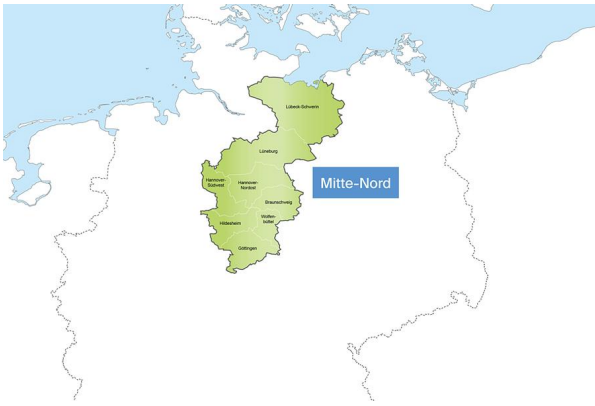 Lübeck-Schwerin
Lüneburg
Mitte-Nord
Hannover-
Südwest
Hannover-
Nordost
Braunschweig
Wolfen-
büttel
Hildesheim
Göttingen